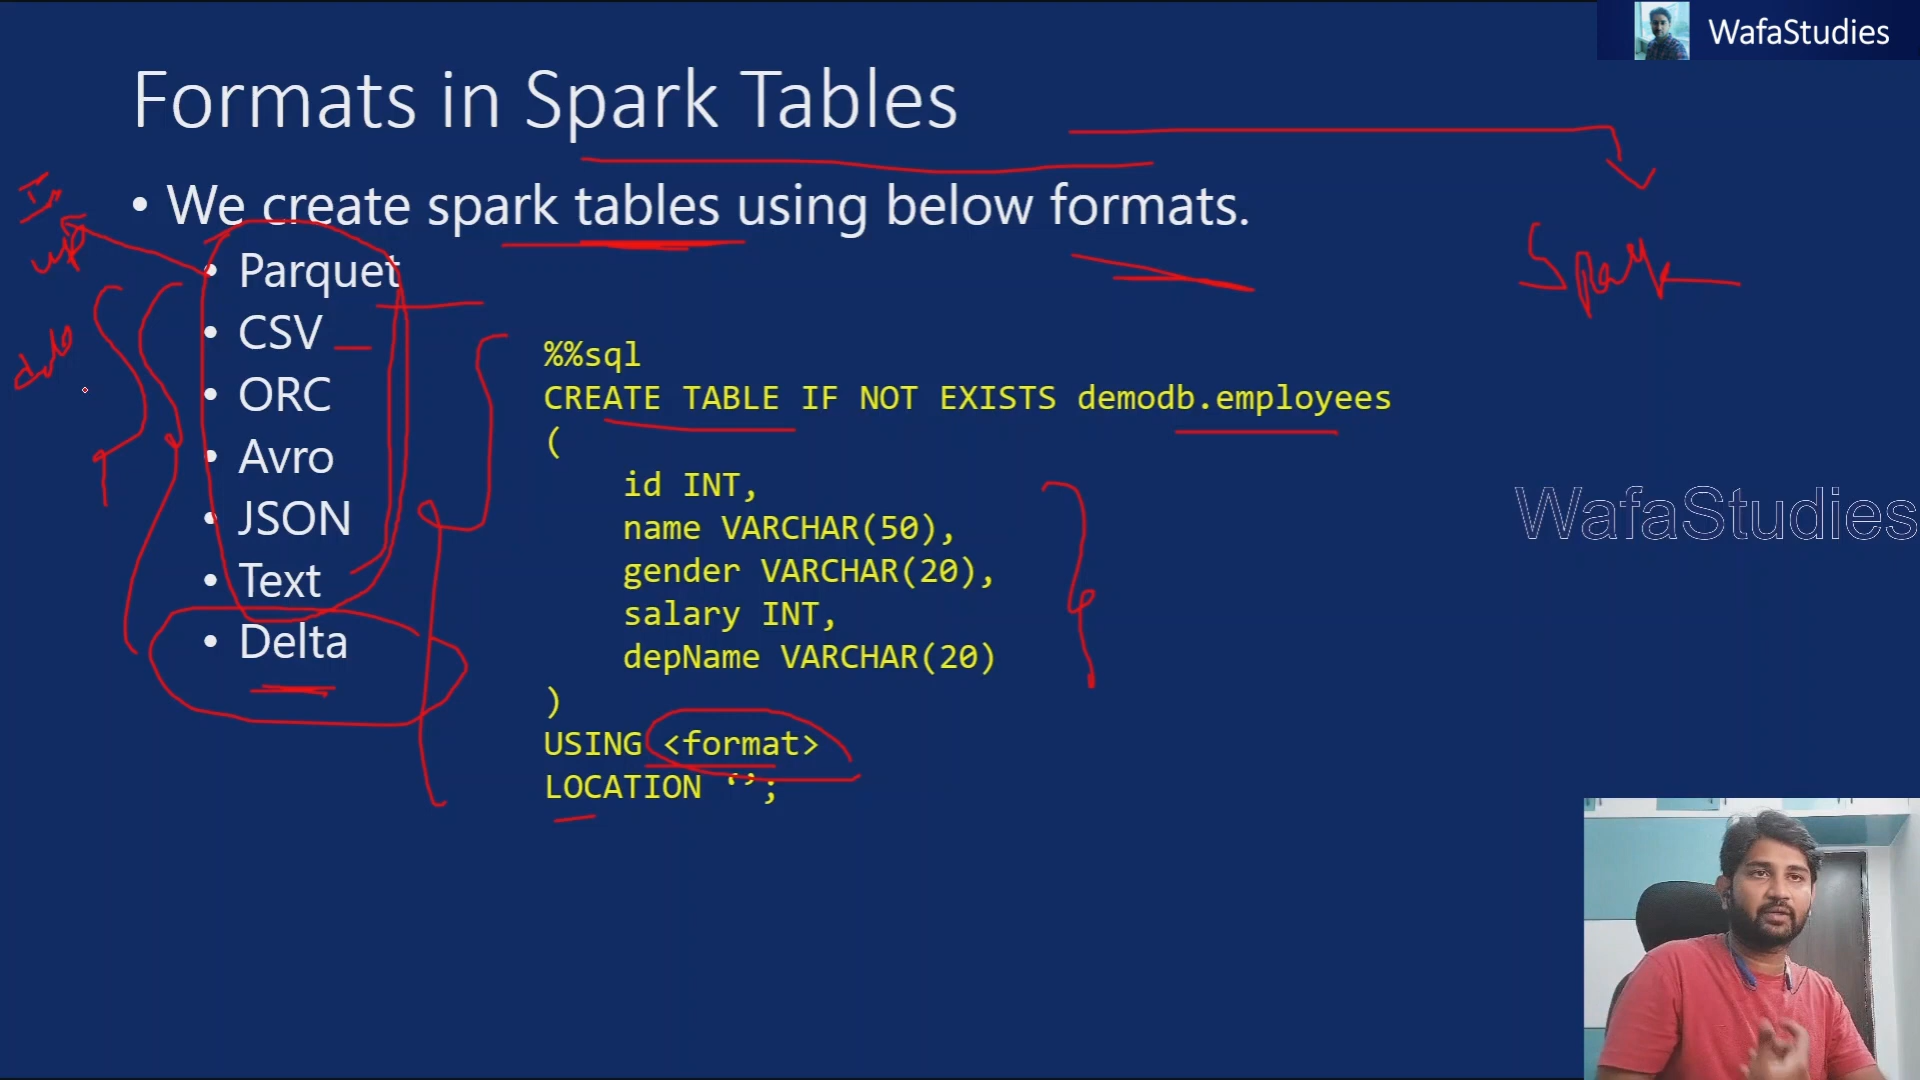 WafaStudies
Formats in Spark Tables
• We create spark tables using below formats.
• Parquet
• CSV
• ORC
• Avro
• JSON
• Text
• Delta
%%sql
CREATE TABLE IF NOT EXISTS demodb.employees
(
id INT,
name VARCHAR(50),
gender VARCHAR(20),
salary INT,
depName VARCHAR(20)
)
USING <format>
LOCATION ‘’;
Spark
WafaStudies